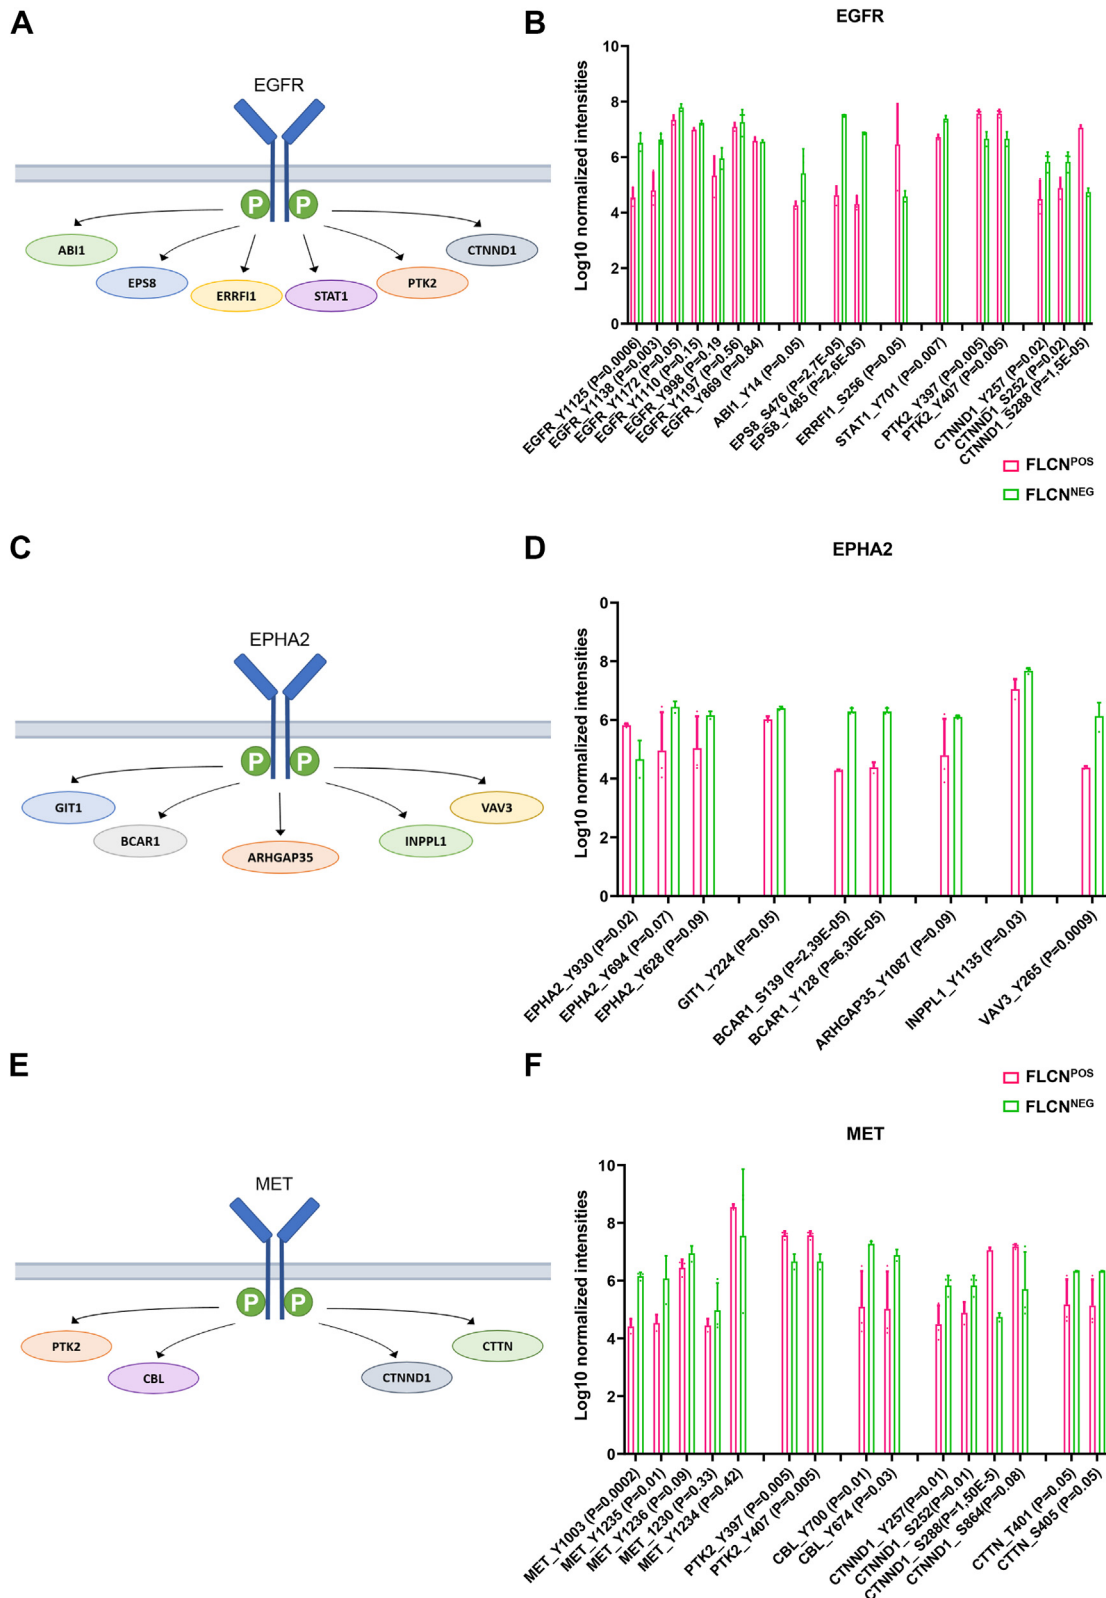 A
EGFR
P
P
ABI1
EPS8
ERRFI1
STAT1
PTK2
CTNND1
B
EGFR
Log10 normalized intensities
10
8
6
4
2
0
EGFR_Y1125 (P=0.0006)
EGFR_Y1138 (P=0.003)
EGFR_Y1172 (P=0.05)
EGFR_Y1110 (P=0.15)
EGFR_Y998 (P=0.19
EGFR_Y1197 (P=0.56)
EGFR_Y869 (P=0.84)
ABI1_Y14 (P=0.05)
EPS8_S476 (P=2,7E-05)
EPS8_Y485 (P=2,6E-05)
ERRFI1_S256 (P=0.05)
STAT1_Y701 (P=0.007)
PTK2_Y397 (P=0.005)
PTK2_Y407 (P=0.005)
CTNND1_Y257 (P=0.02)
CTNND1_S252 (P=0.02)
CTNND1_S288 (P=1,5E-05)
FLCNPOS
FLCNNEG
C
EPHA2
P
P
GIT1
BCAR1
ARHGAP35
INPPL1
VAV3
D
EPHA2
Log10 normalized intensities
0
8
6
4
2
0
EPHA2_Y930 (P=0.02)
EPHA2_Y694 (P=0.07)
EPHA2_Y628 (P=0.09)
GIT1_Y224 (P=0.05)
BCAR1_S139 (P=2,39E-05)
BCAR1_Y128 (P=6,30E-05)
ARHGAP35_Y1087 (P=0.09)
INPPL1_Y1135 (P=0.03)
VAV3_Y265 (P=0.0009)
FLCNPOS
FLCNNEG
E
MET
P
P
PTK2
CBL
CTNND1
CTTN
F
MET
Log10 normalized intensities
10
8
6
4
2
0
MET_Y1003 (P=0.0002)
MET_Y1235 (P=0.01)
MET_Y1236 (P=0.09)
MET_1230 (P=0.33)
MET_Y1234 (P=0.42)
PTK2_Y397 (P=0.005)
PTK2_Y407 (P=0.005)
CBL_Y700 (P=0.01)
CBL_Y674 (P=0.03)
CTNND1_Y257(P=0.01)
CTNND1_S252(P=0.01)
CTNND1_S288(P=1,50E-5)
CTNND1_S864(P=0.08)
CTTN_T401 (P=0.05)
CTTN_S405 (P=0.05)